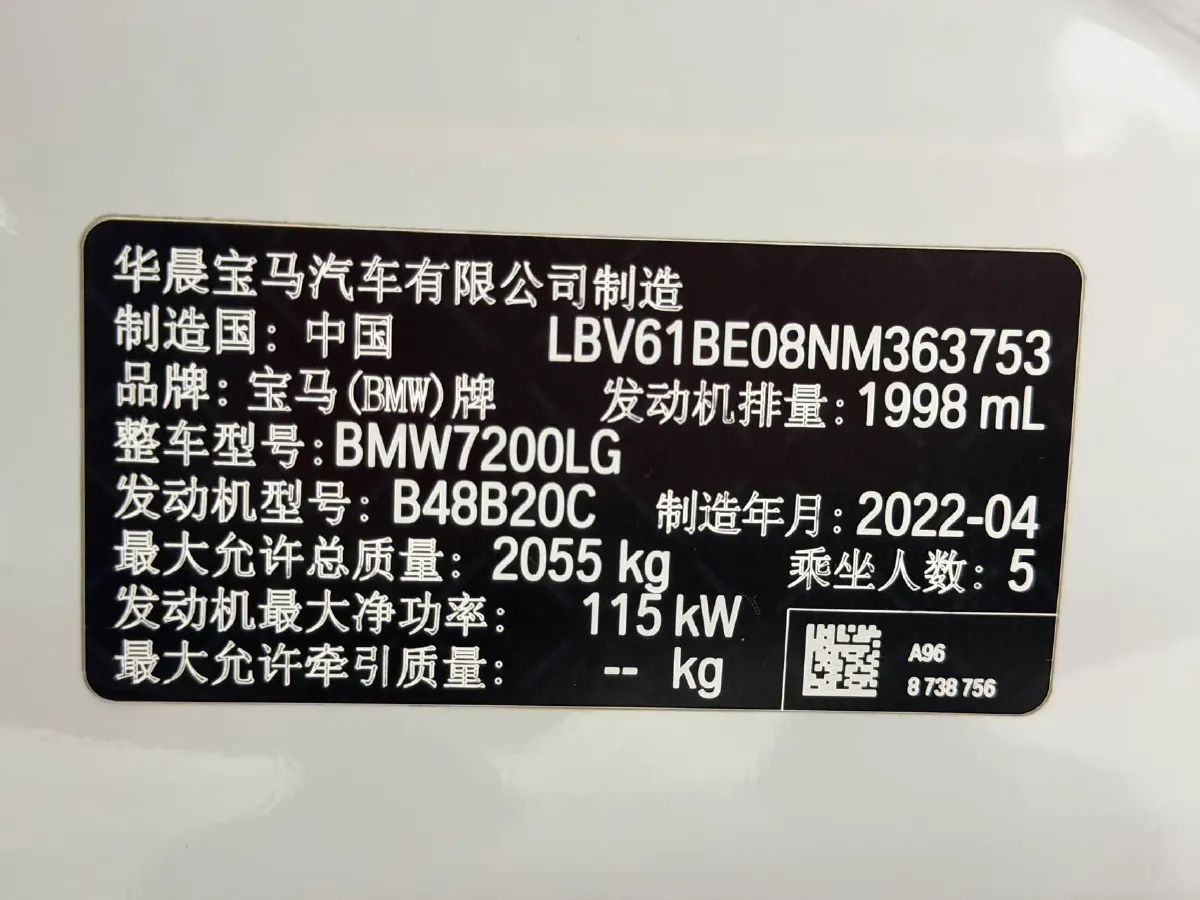 华晨宝马汽车有限公司制造
制造国：中国 LBV61BE08NM363753
品牌：宝马(BMW)牌 发动机排量：1998 mL
整车型号：BMW7200LG
发动机型号：B48B20C 制造年月：2022-04
最大允许总质量：2055 kg 乘坐人数：5
发动机最大净功率：115 kW
最大允许牵引质量：-- kg
A96
8 738 756